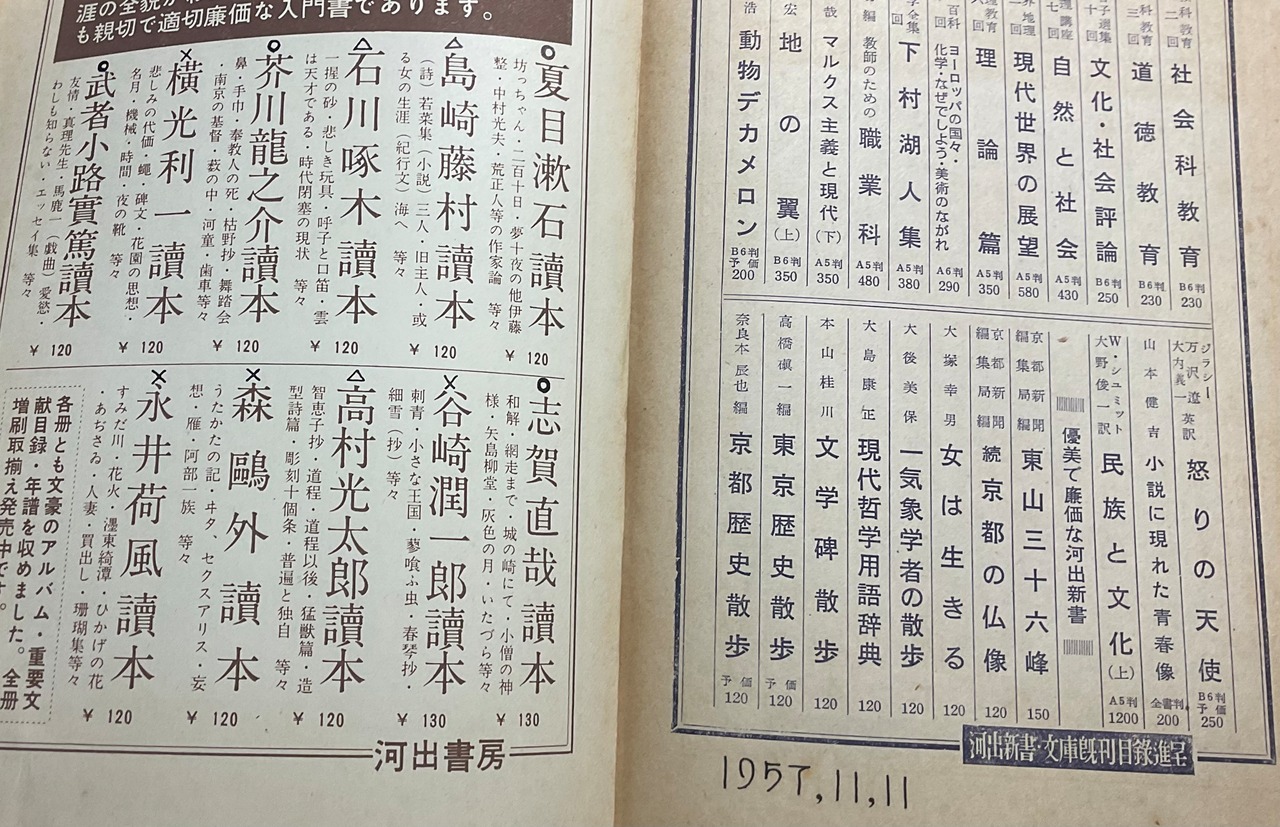 科教育 社会科教育 B6判 230
道徳教育 B6判 230
文化・社会評論 B6判 250
自然と社会 A5判 430
現代世界の展望 A5判 580
理論篇 A5判 350
ヨーロッパの国々・
化学・なぜでしよう・美術のながれ A6判 290
下村湖人集 A5判 380
編 教師のための 職業科 A5判 480
マルクス主義と現代(下) A5判 350
地の翼(上) B6判 350
浩 動物デカメロン B6判 予価 200
ジラシー
万沢遼 英訳
大内義一 怒りの天使 B6判 予価 250
山本健吉 小説に現れた青春像 全書判 200
W・シュミット
大野俊一訳 民族と文化(上) A5判 1200
優美で廉価な河出新書
京都新聞
編集局編 東山三十六峰 150
京都新聞
編集局編 続京都の仏像 120
大塚幸男 女は生きる 120
大後美保 一気象学者の散歩 120
大島康正 現代哲学用語辞典 120
本山桂川 文学碑散歩 120
高橋磌一編 東京歴史散歩 予価 120
奈良本辰也編 京都歴史散歩 予価 120
河出新書・文庫既刊目錄進呈
1957,11,11
涯の全貌が
も親切で適切廉価な入門書であります。
○夏目漱石讀本 ¥120
坊っちゃん・二百十日・夢十夜の他伊藤
整・中村光夫・荒正人等の作家論 等々
△島崎藤村讀本 ¥120
(詩)若菜集(小説)三人・旧主人・或
る女の生涯(紀行文)海へ 等々
△石川啄木讀本 ¥120
一握の砂・悲しき玩具・呼子と口笛・雲
は天才である・時代閉塞の現状 等々
○芥川龍之介讀本 ¥120
鼻・手巾・奉教人の死・枯野抄・舞踏会
・南京の基督・藪の中・河童・歯車等々
×横光利一讀本 ¥120
悲しみの代価・蠅・碑文・花園の思想・
名月・機械・時間・夜の靴 等々
○武者小路實篤讀本 ¥120
友情・真理先生・馬鹿一(戯曲)愛慾・
わしも知らない・エッセイ集 等々
○志賀直哉讀本 ¥130
和解・網走まで・城の崎にて・小僧の神
様・矢島柳堂・灰色の月・いたづら等々
×谷崎潤一郎讀本 ¥130
刺青・小さな王国・蓼喰ふ虫・春琴抄・
細雪(抄)等々
△高村光太郎讀本 ¥120
智恵子抄・道程・道程以後・猛獣篇・造
型詩篇・彫刻十個条・普遍と独自 等々
×森鷗外讀本 ¥120
うたかたの記・ヰタ、セクスアリス・妄
想・雁・阿部一族 等々
×永井荷風讀本 ¥120
すみだ川・花火・濹東綺譚・ひかげの花
・あぢさゐ・人妻・買出し・珊瑚集等々
各册とも文豪のアルバム・重要文
献目録・年譜を収めました。全册
増刷取揃え発売中です。
河出書房